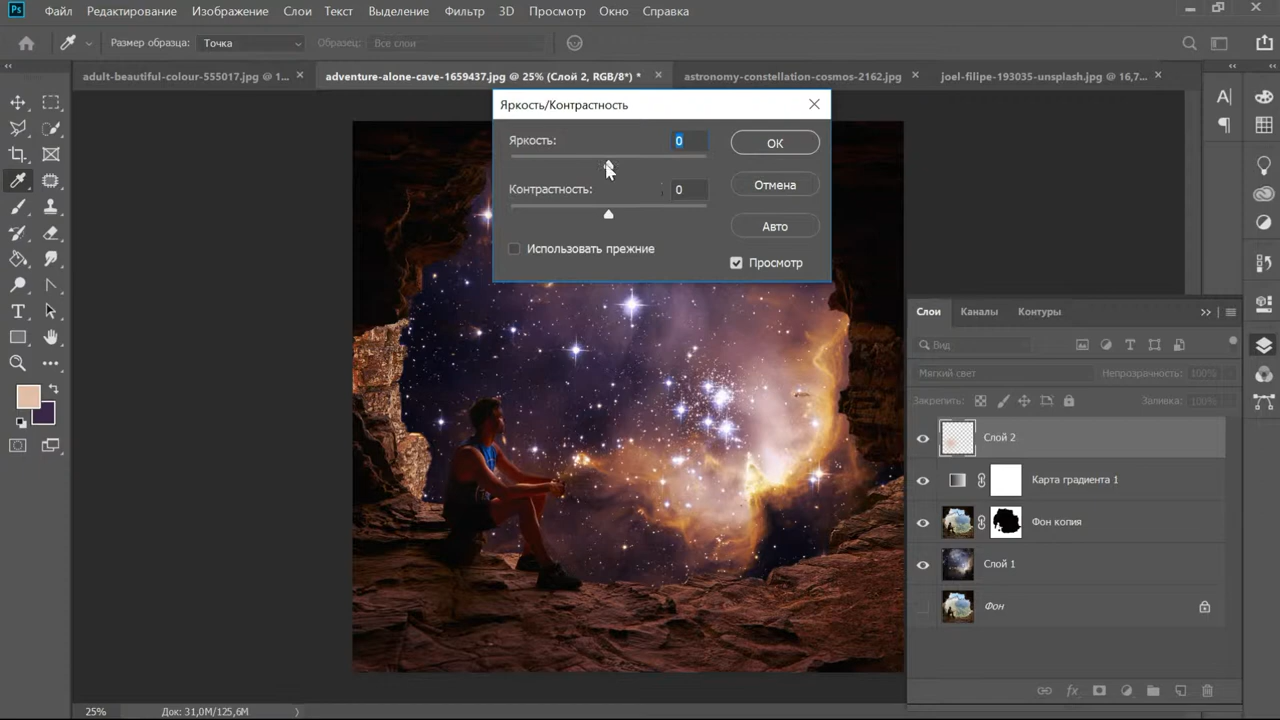 Ps Файл Редактирование Изображение Слои Текст Выделение Фильтр 3D Просмотр Окно Справка
Размер образца: Точка Образец: Все слои
adult-beautiful-colour-555017.jpg @ 1... adventure-alone-cave-1659437.jpg @ 25% (Слой 2, RGB/8*) * astronomy-constellation-cosmos-2162.jpg joel-filipe-193035-unsplash.jpg @ 16,7...
Яркость/Контрастность
Яркость: 0
OK
Контрастность: 0
Отмена
Авто
Использовать прежние
Просмотр
Слои Каналы Контуры
Вид
Мягкий свет Непрозрачность: 100%
Закрепить: Заливка: 100%
Слой 2
Карта градиента 1
Фон копия
Слой 1
Фон
fx
25% Док: 31,0M/125,6M